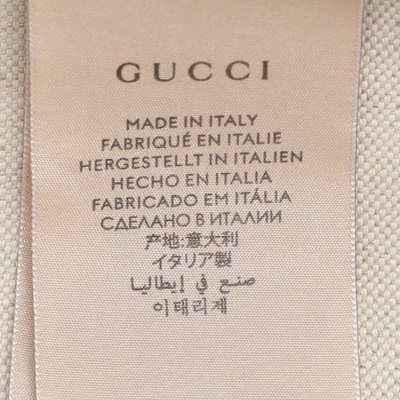 GUCCI
MADE IN ITALY
FABRIQUÉ EN ITALIE
HERGESTELLT IN ITALIEN
HECHO EN ITALIA
FABRICADO EM ITÁLIA
СДЕЛАНО В ИТАЛИИ
产地:意大利
イタリア製
صنع في إيطاليا
이태리제